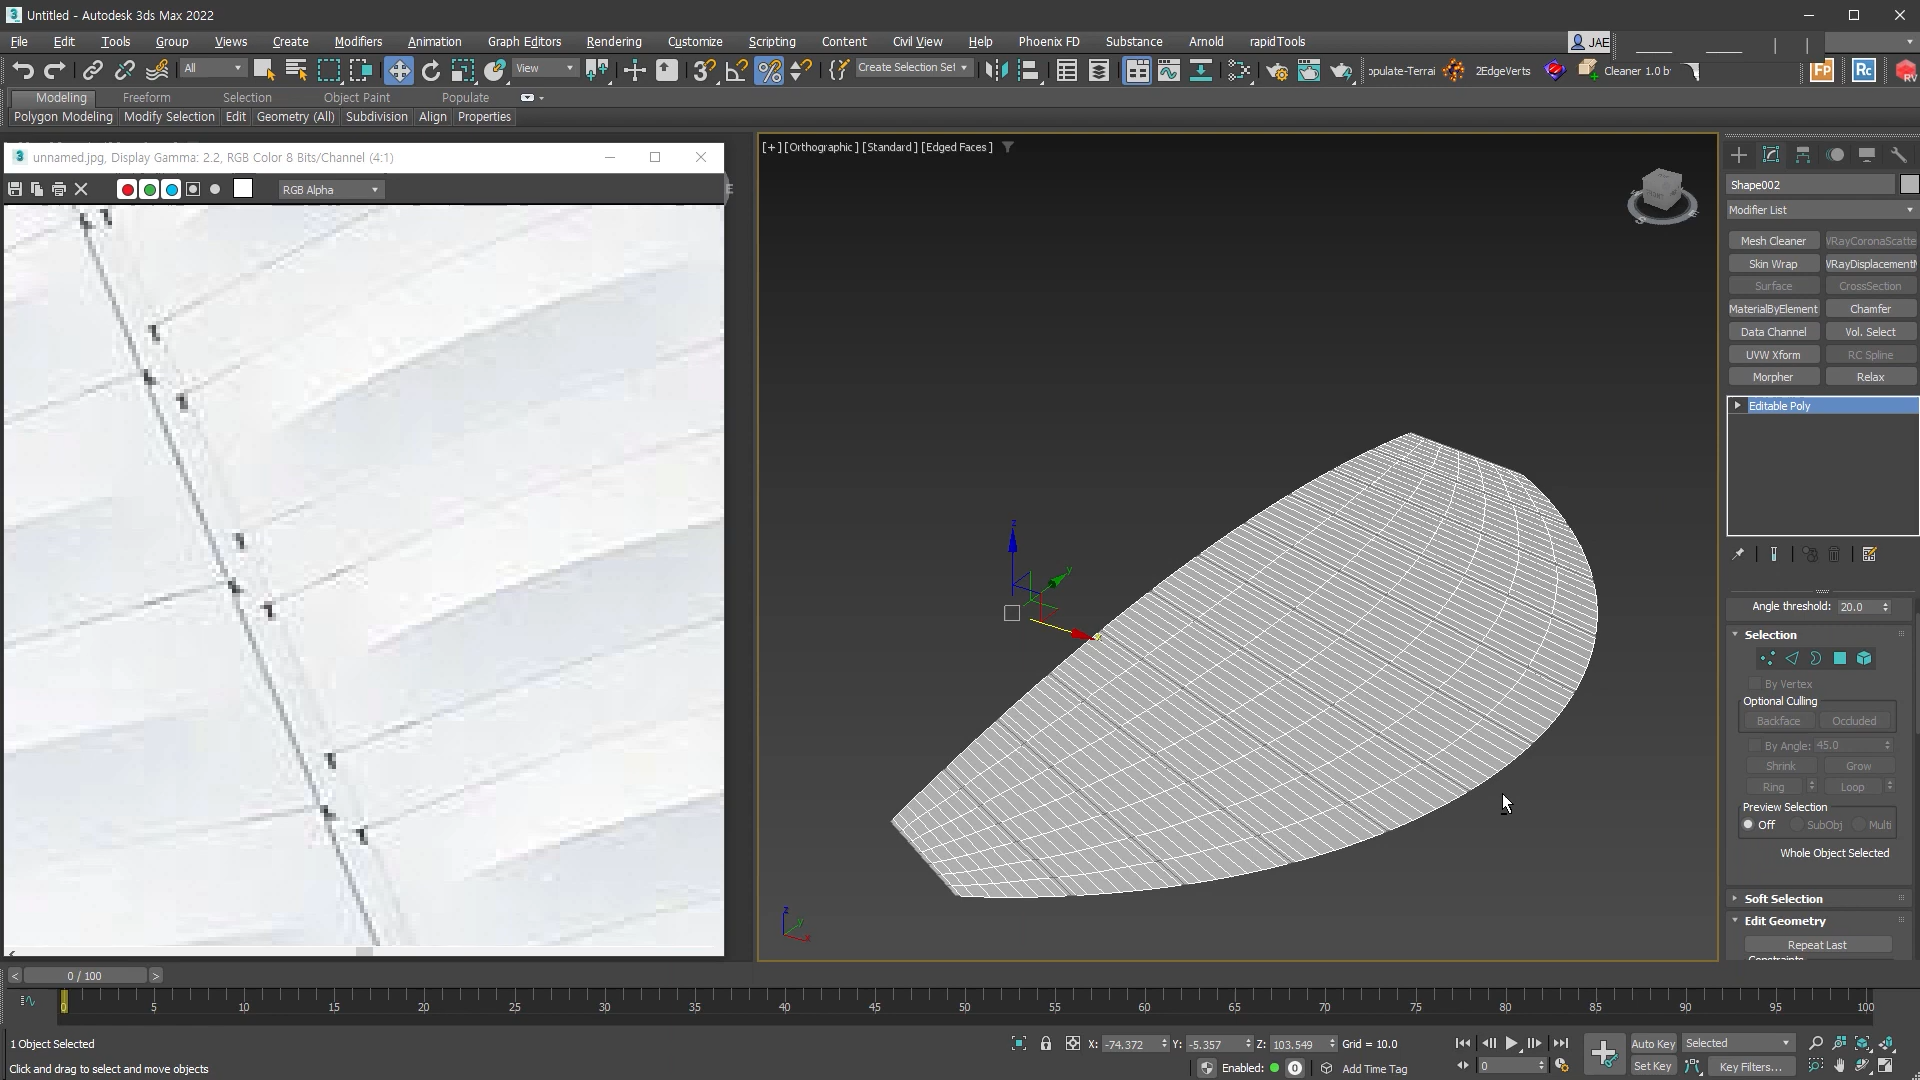 Untitled - Autodesk 3ds Max 2022
File Edit Tools Group Views Create Modifiers Animation Graph Editors Rendering Customize Scripting Content Civil View Help Phoenix FD Substance Arnold rapidTools JAE
All View Create Selection Set opulate-Terrai 2EdgeVerts Cleaner 1.0 b Fp Rc RV
Modeling Freeform Selection Object Paint Populate
Polygon Modeling Modify Selection Edit Geometry (All) Subdivision Align Properties
unnamed.jpg, Display Gamma: 2.2, RGB Color 8 Bits/Channel (4:1)
RGB Alpha
[+] [Orthographic] [Standard] [Edged Faces]
z
y
x
z
y
x
Shape002
Modifier List
Mesh Cleaner VRayCoronaScatte
Skin Wrap VRayDisplacementM
Surface CrossSection
MaterialByElement Chamfer
Data Channel Vol. Select
UVW Xform RC Spline
Morpher Relax
Editable Poly
Angle threshold: 20.0
Selection
By Vertex
Optional Culling
Backface Occluded
By Angle: 45.0
Shrink Grow
Ring Loop
Preview Selection
Off SubObj Multi
Whole Object Selected
Soft Selection
Edit Geometry
Repeat Last
Constraints
< 0 / 100 >
0 5 10 15 20 25 30 35 40 45 50 55 60 65 70 75 80 85 90 95 100
1 Object Selected X: -74.372 Y: -5.357 Z: 103.549 Grid = 10.0 Auto Key Selected
Click and drag to select and move objects Enabled: 0 Add Time Tag 0 Set Key Key Filters...